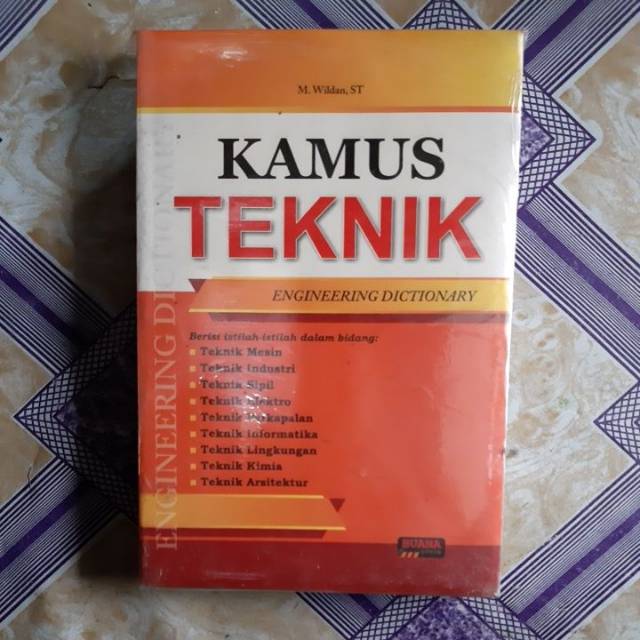 M. Wildan, ST
KAMUS
TEKNIK
ENGINEERING DICTIONARY
Berisi istilah-istilah dalam bidang:
Teknik Mesin
Teknik Industri
Teknik Sipil
Teknik Elektro
Teknik Perkapalan
Teknik Informatika
Teknik Lingkungan
Teknik Kimia
Teknik Arsitektur
BUANA
ENGINEERING DICTIONARY